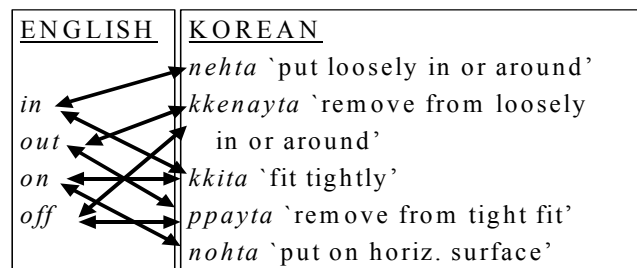 ENGLISH
in
out
on
off
KOREAN
nehta `put loosely in or around’
kkenayta `remove from loosely
in or around’
kkita `fit tightly’
ppayta `remove from tight fit’
nohta `put on horiz. surface’